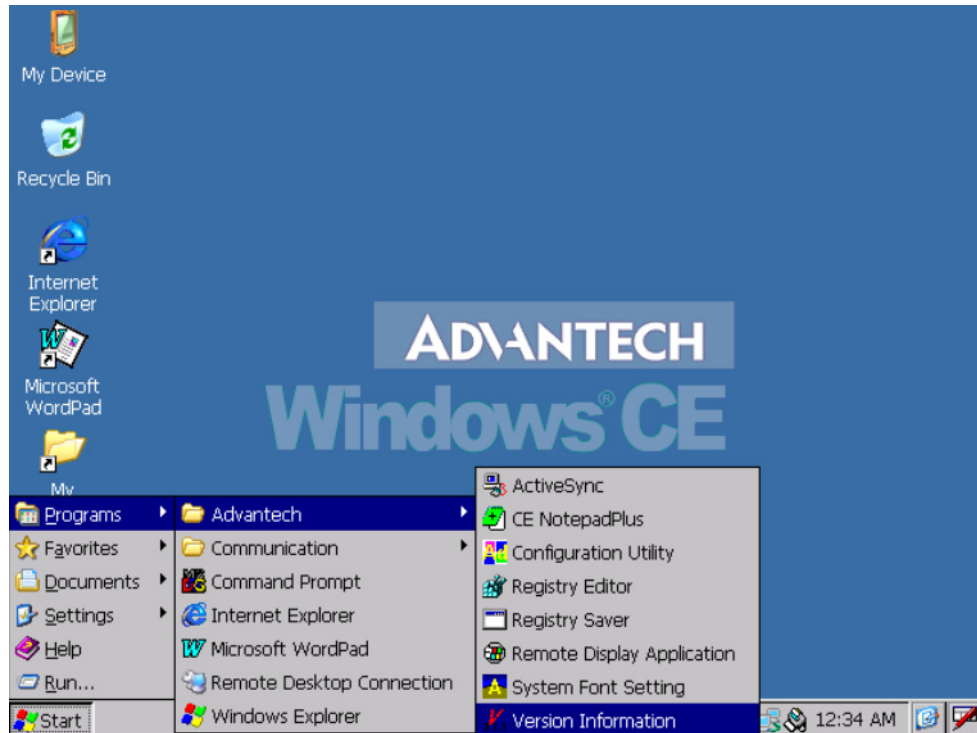 My Device
Recycle Bin
Internet
Explorer
Microsoft
WordPad
My
ADVANTECH
Windows® CE
Programs
Favorites
Documents
Settings
Help
Run...
Advantech
Communication
Command Prompt
Internet Explorer
Microsoft WordPad
Remote Desktop Connection
Windows Explorer
ActiveSync
CE NotepadPlus
Configuration Utility
Registry Editor
Registry Saver
Remote Display Application
System Font Setting
Version Information
Start
12:34 AM